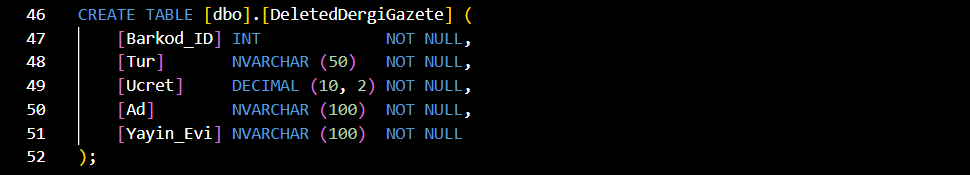 46 CREATE TABLE [dbo].[DeletedDergiGazete] (
47     [Barkod_ID] INT             NOT NULL,
48     [Tur]       NVARCHAR (50)   NOT NULL,
49     [Ucret]     DECIMAL (10, 2) NOT NULL,
50     [Ad]        NVARCHAR (100)  NOT NULL,
51     [Yayin_Evi] NVARCHAR (100)  NOT NULL
52 );